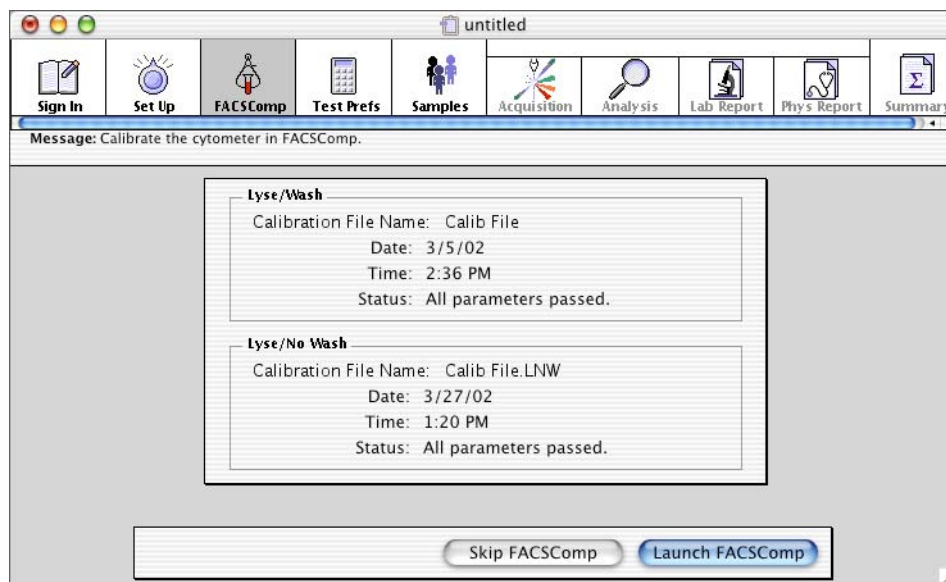 untitled
Sign In
Set Up
FACSComp
Test Prefs
Samples
Acquisition
Analysis
Lab Report
Phys Report
Summary
Message: Calibrate the cytometer in FACSComp.
Lyse/Wash
Calibration File Name: Calib File
Date: 3/5/02
Time: 2:36 PM
Status: All parameters passed.
Lyse/No Wash
Calibration File Name: Calib File.LNW
Date: 3/27/02
Time: 1:20 PM
Status: All parameters passed.
Skip FACSComp
Launch FACSComp